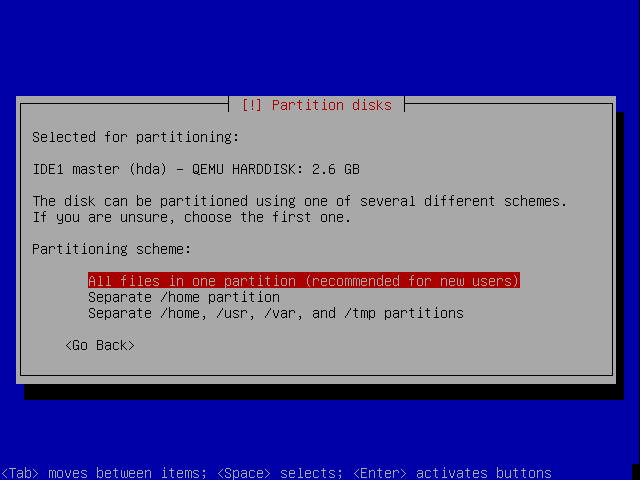 [!] Partition disks
Selected for partitioning:
IDE1 master (hda) - QEMU HARDDISK: 2.6 GB
The disk can be partitioned using one of several different schemes.
If you are unsure, choose the first one.
Partitioning scheme:
All files in one partition (recommended for new users)
Separate /home partition
Separate /home, /usr, /var, and /tmp partitions
<Go Back>
<Tab> moves between items; <Space> selects; <Enter> activates buttons